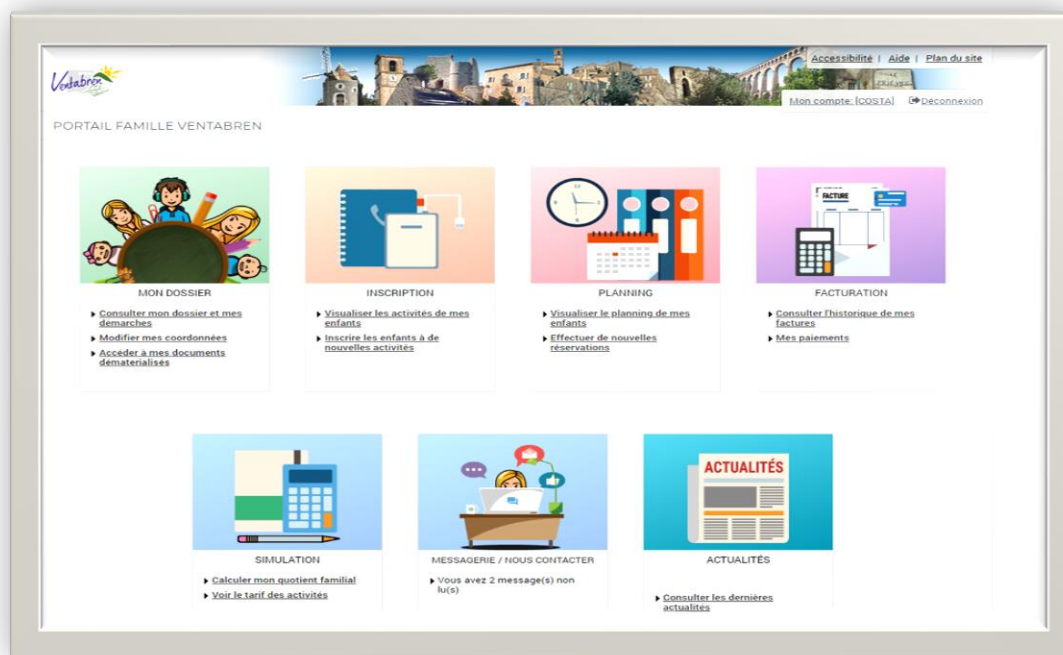 Accessibilité | Aide | Plan du site
Ventabren
Mon compte: [COSTA] Déconnexion
PORTAIL FAMILLE VENTABREN
FACTURE
MON DOSSIER
Consulter mon dossier et mes
démarches
Modifier mes coordonnées
Accéder à mes documents
dématérialisés
INSCRIPTION
Visualiser les activités de mes
enfants
Inscrire les enfants à de
nouvelles activités
PLANNING
Visualiser le planning de mes
enfants
Effectuer de nouvelles
réservations
FACTURATION
Consulter l'historique de mes
factures
Mes paiements
ACTUALITÉS
SIMULATION
Calculer mon quotient familial
Voir le tarif des activités
MESSAGERIE / NOUS CONTACTER
Vous avez 2 message(s) non
lu(s)
ACTUALITÉS
Consulter les dernières
actualités